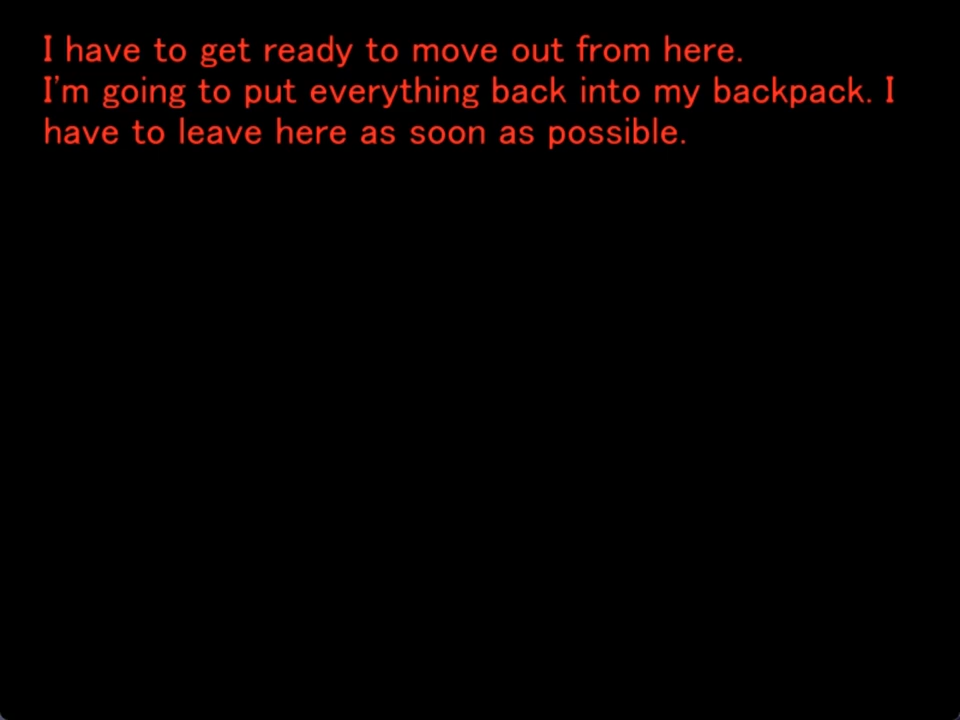 I have to get ready to move out from here.
I'm going to put everything back into my backpack. I
have to leave here as soon as possible.